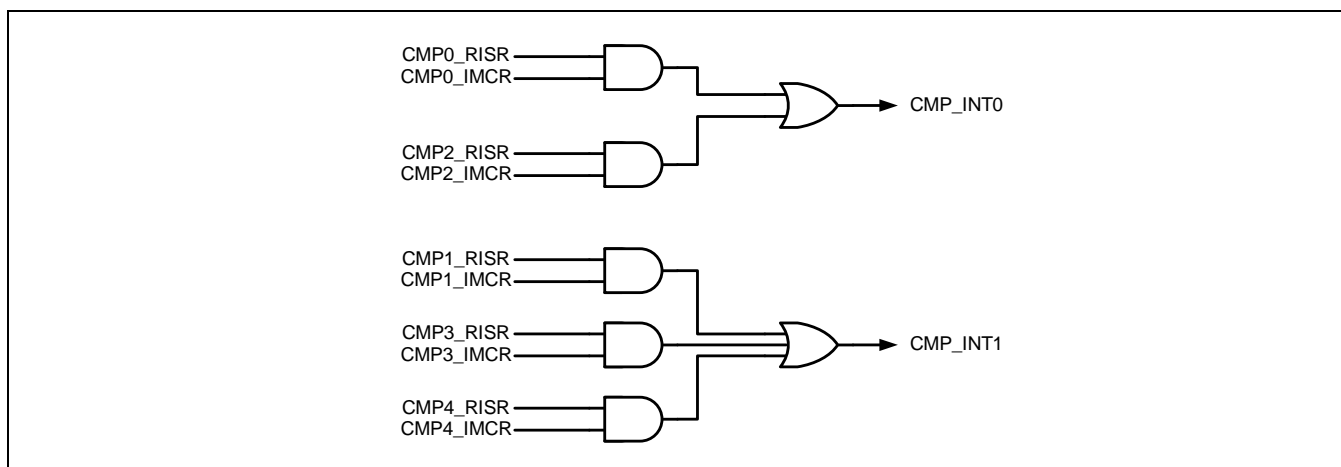 CMP0_RISR
CMP0_IMCR
CMP_INT0
CMP2_RISR
CMP2_IMCR
CMP1_RISR
CMP1_IMCR
CMP3_RISR
CMP3_IMCR
CMP_INT1
CMP4_RISR
CMP4_IMCR